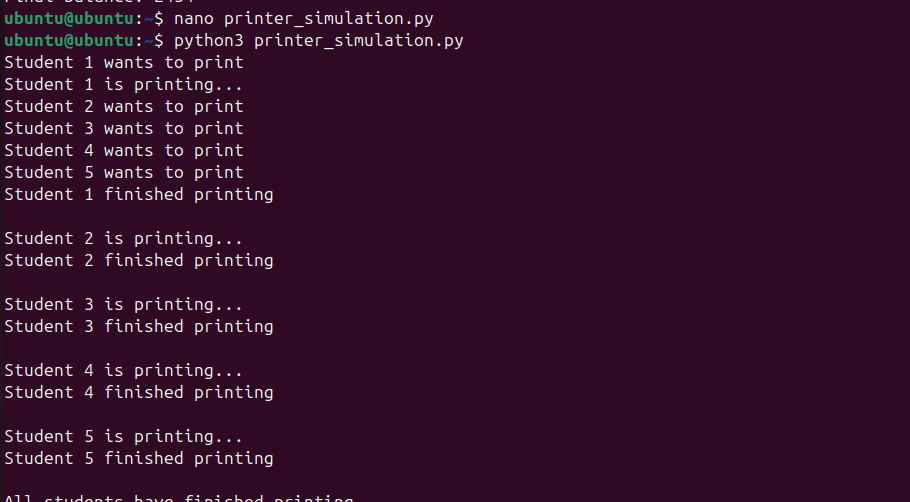 ubuntu@ubuntu:~$ nano printer_simulation.py
ubuntu@ubuntu:~$ python3 printer_simulation.py
Student 1 wants to print
Student 1 is printing...
Student 2 wants to print
Student 3 wants to print
Student 4 wants to print
Student 5 wants to print
Student 1 finished printing
Student 2 is printing...
Student 2 finished printing
Student 3 is printing...
Student 3 finished printing
Student 4 is printing...
Student 4 finished printing
Student 5 is printing...
Student 5 finished printing
All students have finished printing